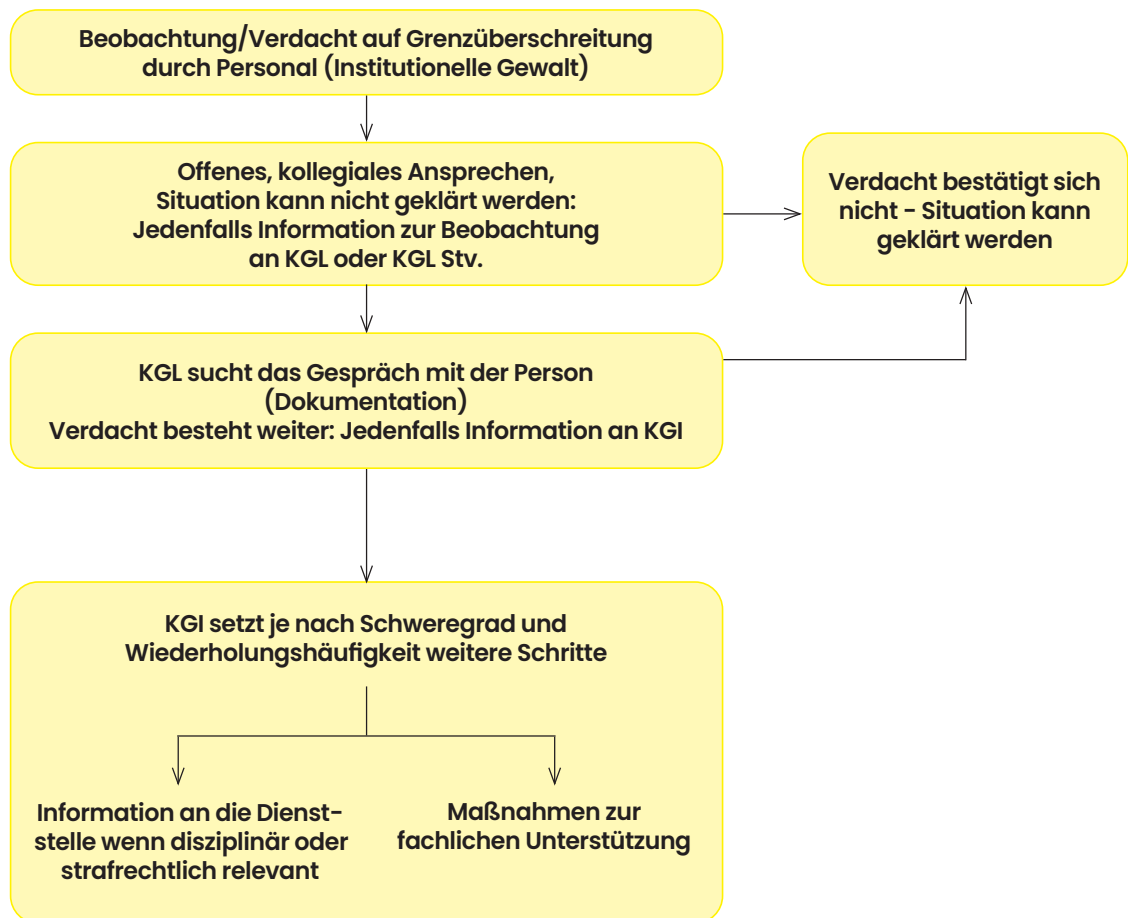 Beobachtung/Verdacht auf Grenzüberschreitung
durch Personal (Institutionelle Gewalt)
Offenes, kollegiales Ansprechen,
Situation kann nicht geklärt werden:
Jedenfalls Information zur Beobachtung
an KGL oder KGL Stv.
Verdacht bestätigt sich
nicht - Situation kann
geklärt werden
KGL sucht das Gespräch mit der Person
(Dokumentation)
Verdacht besteht weiter: Jedenfalls Information an KGI
KGI setzt je nach Schweregrad und
Wiederholungshäufigkeit weitere Schritte
Information an die Dienst-
stelle wenn disziplinär oder
strafrechtlich relevant
Maßnahmen zur
fachlichen Unterstützung